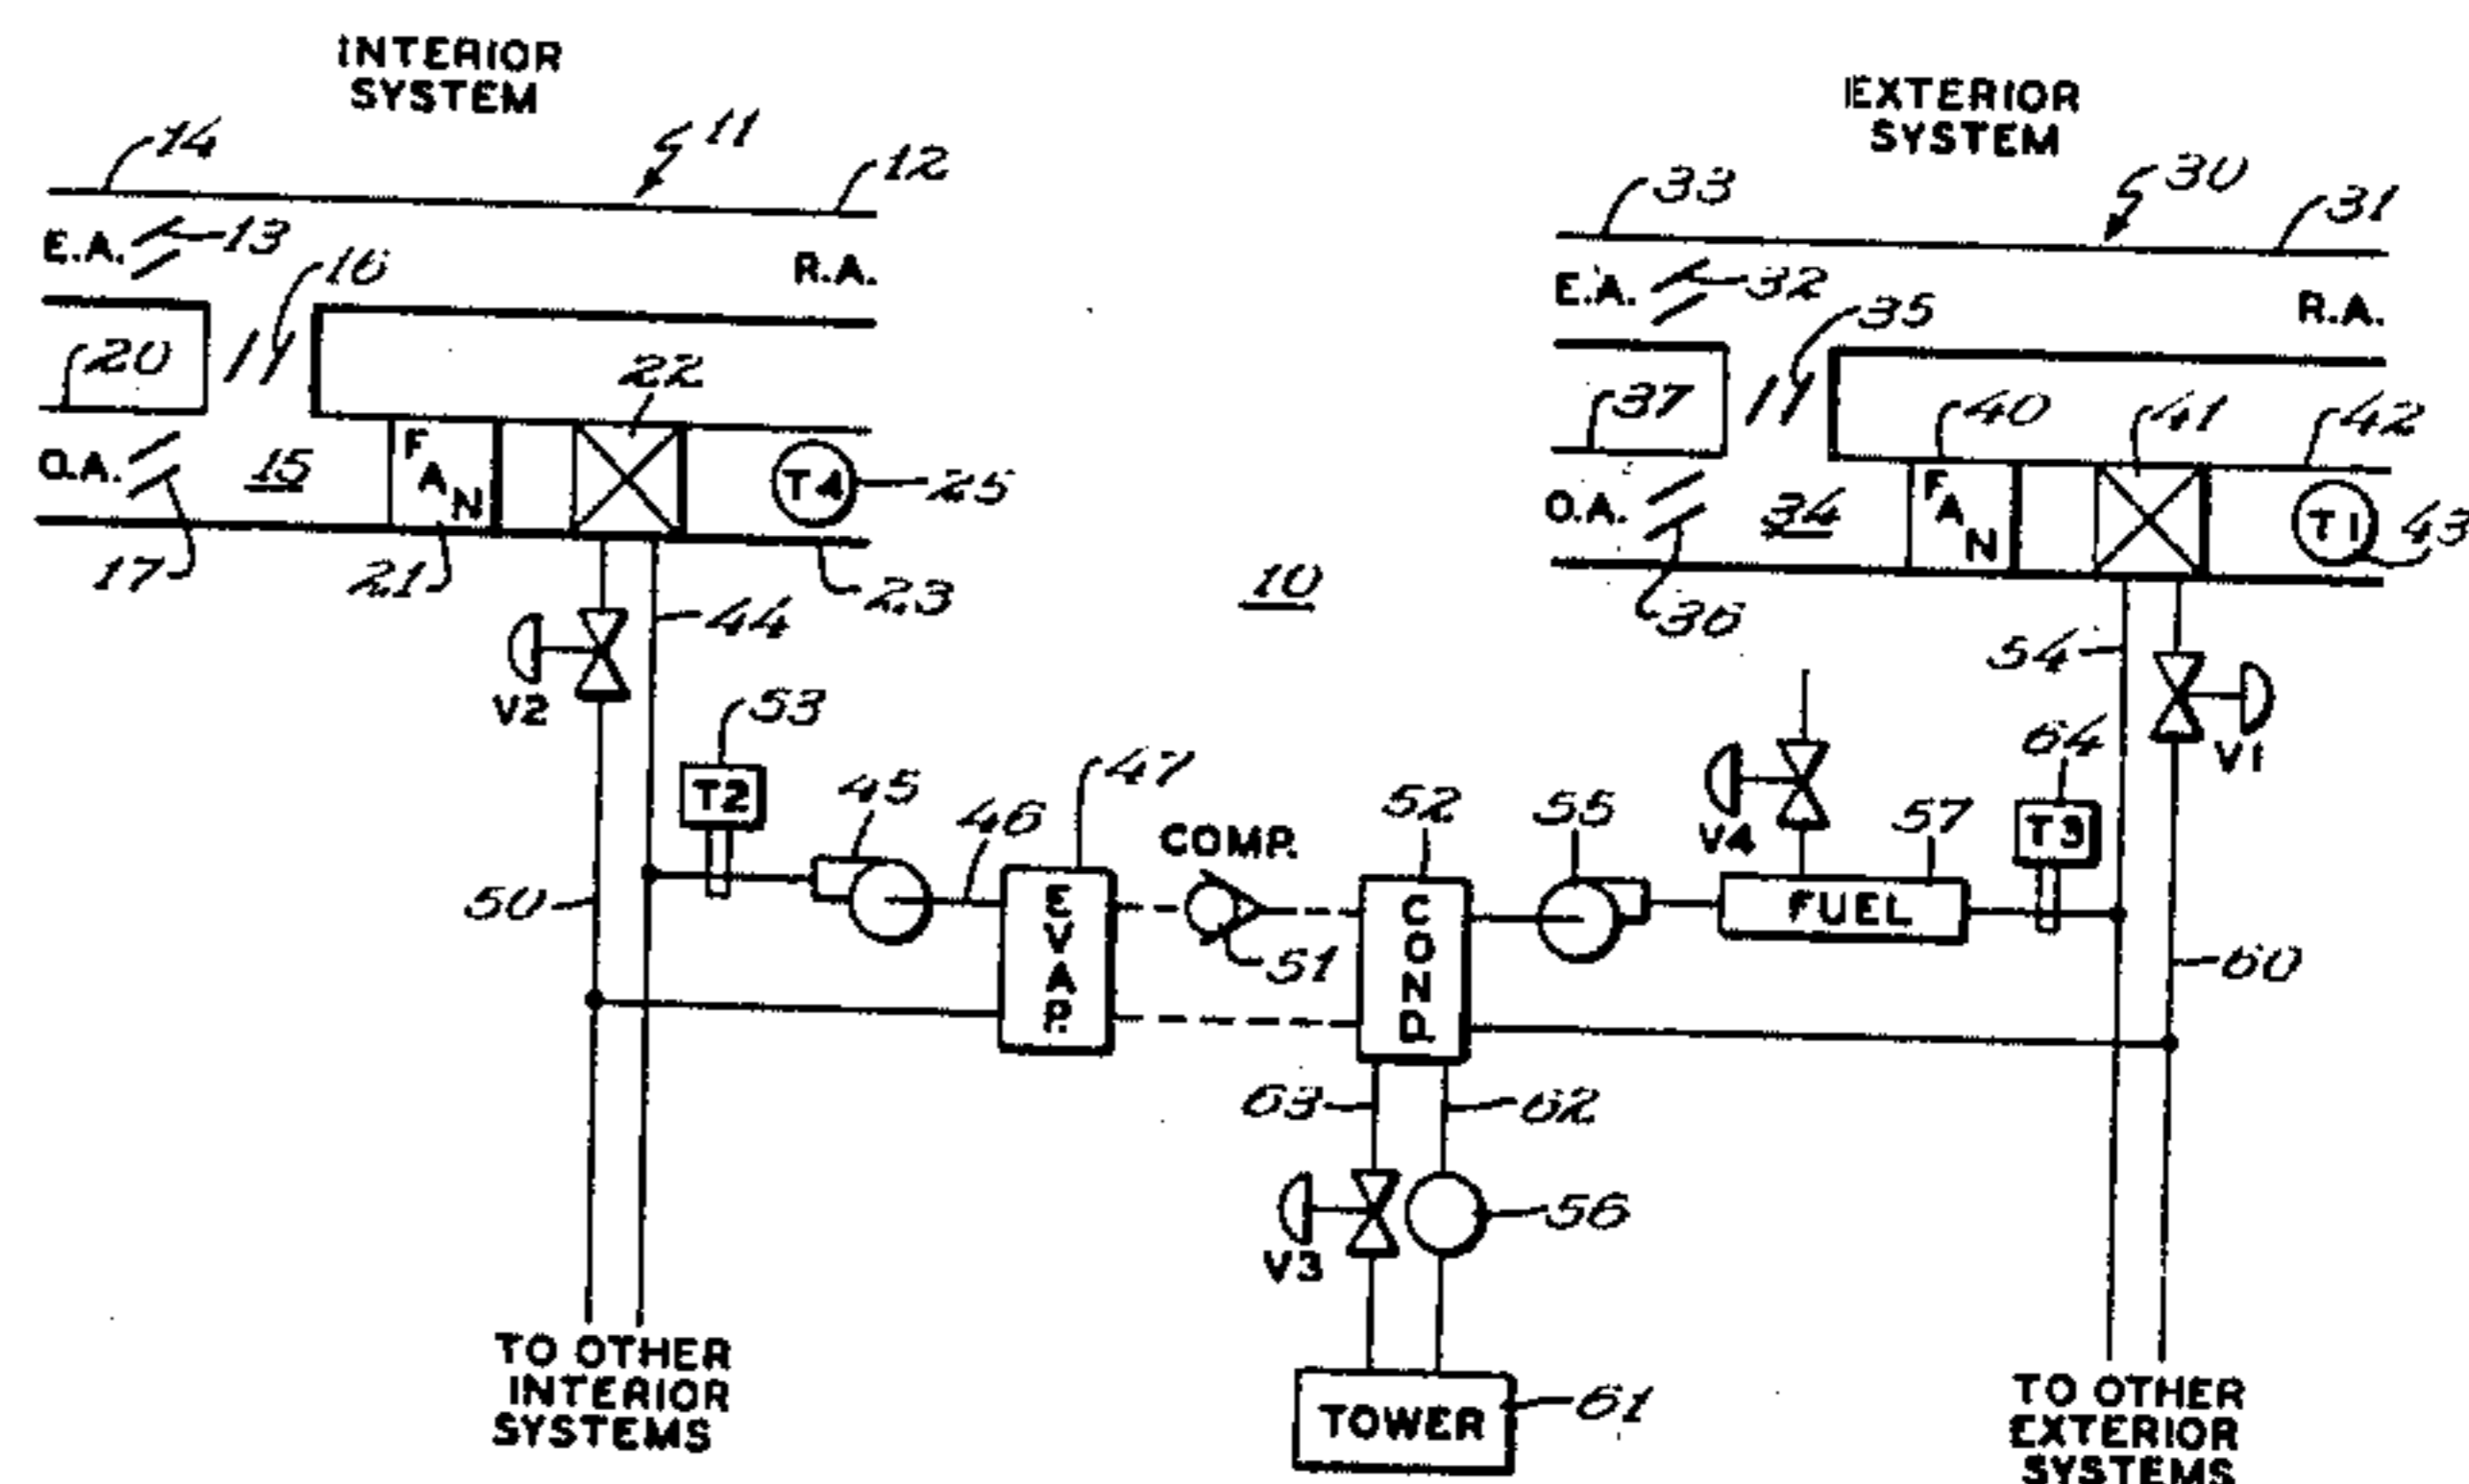 INTERIOR
SYSTEM
EXTERIOR
SYSTEM
14
11
12
33
30
31
E.A.
13
16
R.A.
E.A.
32
35
R.A.
20
22
37
40
41
42
O.A.
15
FAN
T4
25
O.A.
34
FAN
T1
43
17
21
23
10
36
44
54
V2
53
64
V1
T2
45
46
47
COMP.
52
55
V4
57
T3
50
EVAP.
51
COND.
FUEL
60
63
62
V3
56
TO OTHER
INTERIOR
SYSTEMS
TOWER
61
TO OTHER
EXTERIOR
SYSTEMS